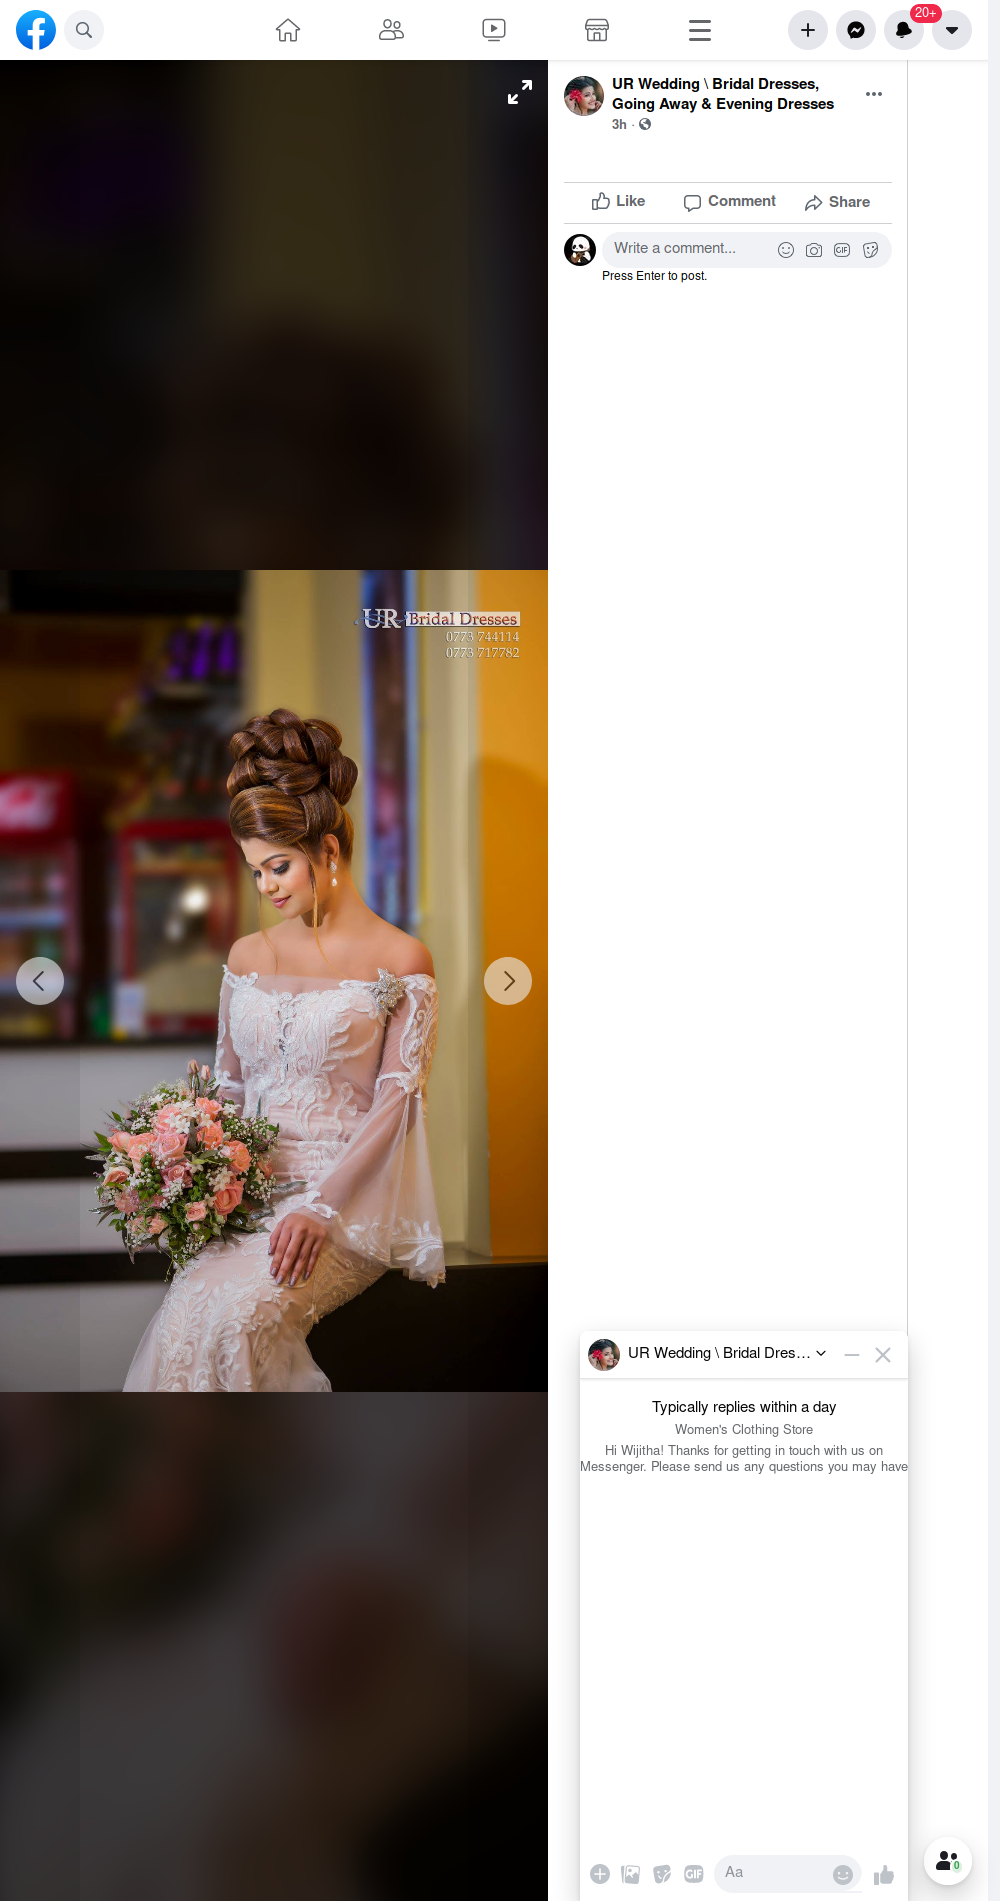 20+
UR Bridal Dresses
0773 744114
0773 717782
UR Wedding \ Bridal Dresses,
Going Away & Evening Dresses
3h ·
Like
Comment
Share
Write a comment...
GIF
Press Enter to post.
UR Wedding \ Bridal Dres...
Typically replies within a day
Women's Clothing Store
Hi Wijitha! Thanks for getting in touch with us on
Messenger. Please send us any questions you may have
GIF
Aa
0